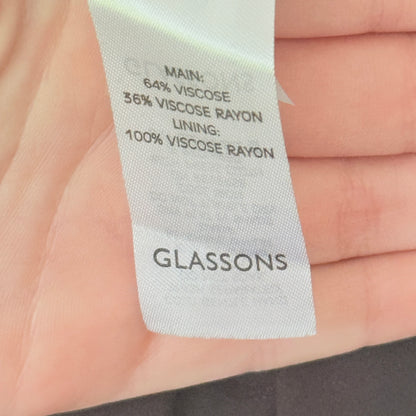 MAIN:
64% VISCOSE
36% VISCOSE RAYON
LINING:
100% VISCOSE RAYON
GLASSONS